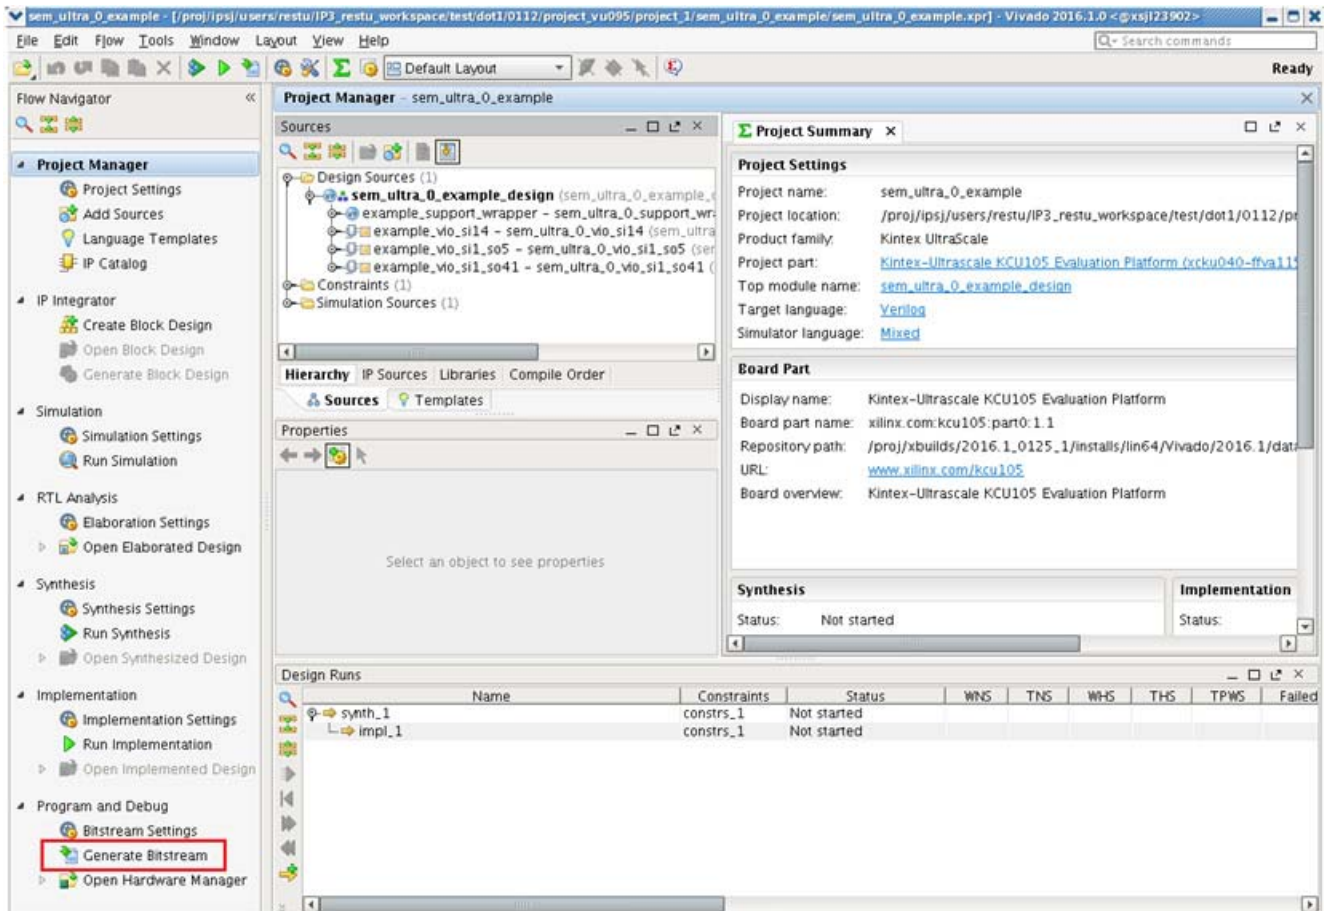 sem_ultra_0_example - [/proj/ipsj/users/restu/IP3_restu_workspace/test/dot1/0112/project_vu095/project_1/sem_ultra_0_example/sem_ultra_0_example.xpr] - Vivado 2016.1.0 <@xsjl23902>
File Edit Flow Tools Window Layout View Help
Search commands
Default Layout
Ready
Flow Navigator
Project Manager
Project Settings
Add Sources
Language Templates
IP Catalog
IP Integrator
Create Block Design
Open Block Design
Generate Block Design
Simulation
Simulation Settings
Run Simulation
RTL Analysis
Elaboration Settings
Open Elaborated Design
Synthesis
Synthesis Settings
Run Synthesis
Open Synthesized Design
Implementation
Implementation Settings
Run Implementation
Open Implemented Design
Program and Debug
Bitstream Settings
Generate Bitstream
Open Hardware Manager
Project Manager - sem_ultra_0_example
Sources
Design Sources (1)
sem_ultra_0_example_design (sem_ultra_0_example_
example_support_wrapper - sem_ultra_0_support_wr
example_vio_si14 - sem_ultra_0_vio_si14 (sem_ultra
example_vio_si1_so5 - sem_ultra_0_vio_si1_so5 (ser
example_vio_si1_so41 - sem_ultra_0_vio_si1_so41 (
Constraints (1)
Simulation Sources (1)
Hierarchy IP Sources Libraries Compile Order
Sources Templates
Properties
Select an object to see properties
Σ Project Summary ×
Project Settings
Project name: sem_ultra_0_example
Project location: /proj/ipsj/users/restu/IP3_restu_workspace/test/dot1/0112/pr
Product family: Kintex UltraScale
Project part: Kintex-Ultrascale KCU105 Evaluation Platform (xcku040-ffva115
Top module name: sem_ultra_0_example_design
Target language: Verilog
Simulator language: Mixed
Board Part
Display name: Kintex-Ultrascale KCU105 Evaluation Platform
Board part name: xilinx.com:kcu105:part0:1.1
Repository path: /proj/xbuilds/2016.1_0125_1/installs/lin64/Vivado/2016.1/data
URL: www.xilinx.com/kcu105
Board overview: Kintex-Ultrascale KCU105 Evaluation Platform
Synthesis
Status: Not started
Implementation
Status:
Design Runs
Name Constraints Status WNS TNS WHS THS TPWS Failed
synth_1 constrs_1 Not started
impl_1 constrs_1 Not started